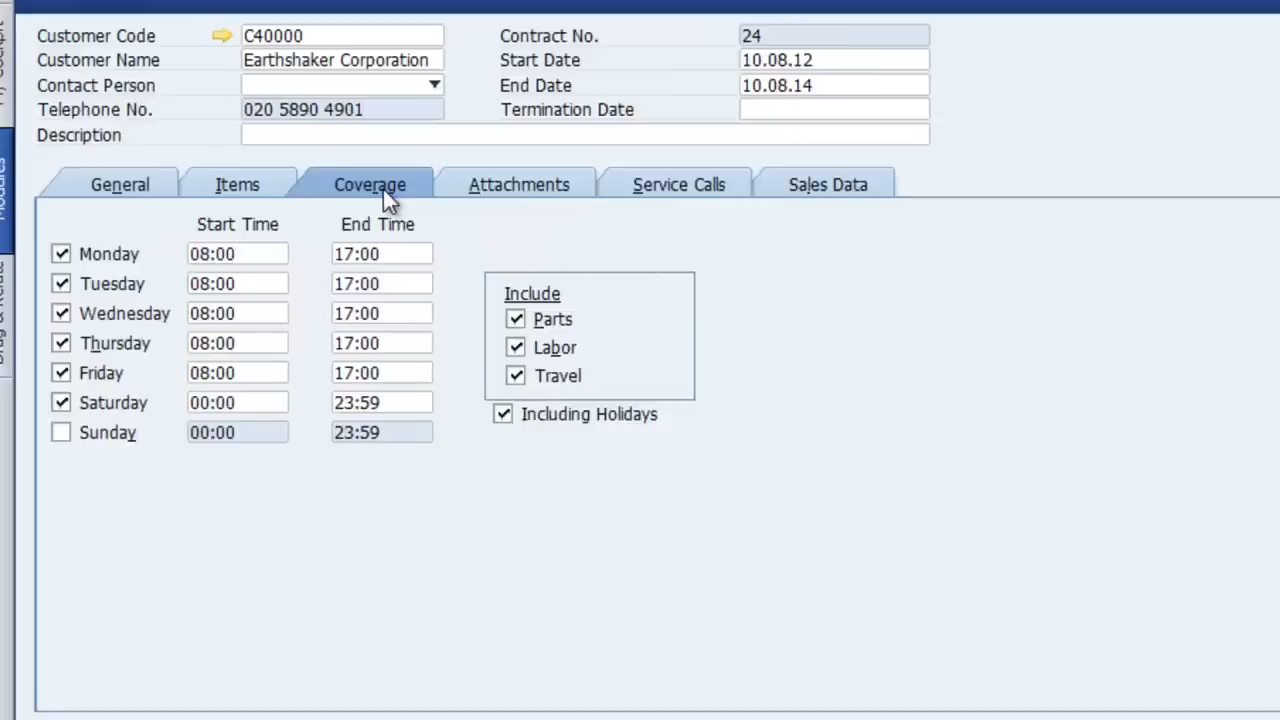 Customer Code C40000 Contract No. 24
Customer Name Earthshaker Corporation Start Date 10.08.12
Contact Person End Date 10.08.14
Telephone No. 020 5890 4901 Termination Date
Description
General Items Coverage Attachments Service Calls Sales Data
Start Time End Time
Monday 08:00 17:00
Tuesday 08:00 17:00
Wednesday 08:00 17:00
Thursday 08:00 17:00
Friday 08:00 17:00
Saturday 00:00 23:59
Sunday 00:00 23:59
Include
Parts
Labor
Travel
Including Holidays
Modules